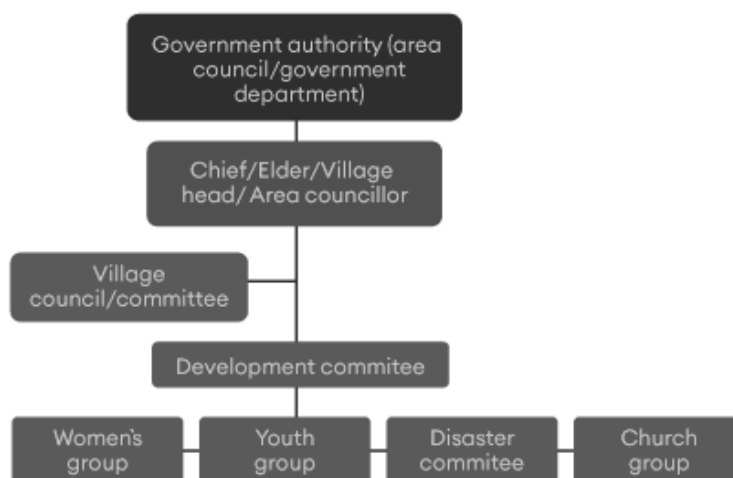 Government authority (area
council/government
department)
Chief/Elder/Village
head/ Area councillor
Village
council/committee
Development commitee
Women's
group
Youth
group
Disaster
commitee
Church
group